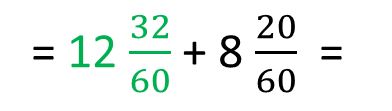 = 12 32/60 + 8 20/60 =